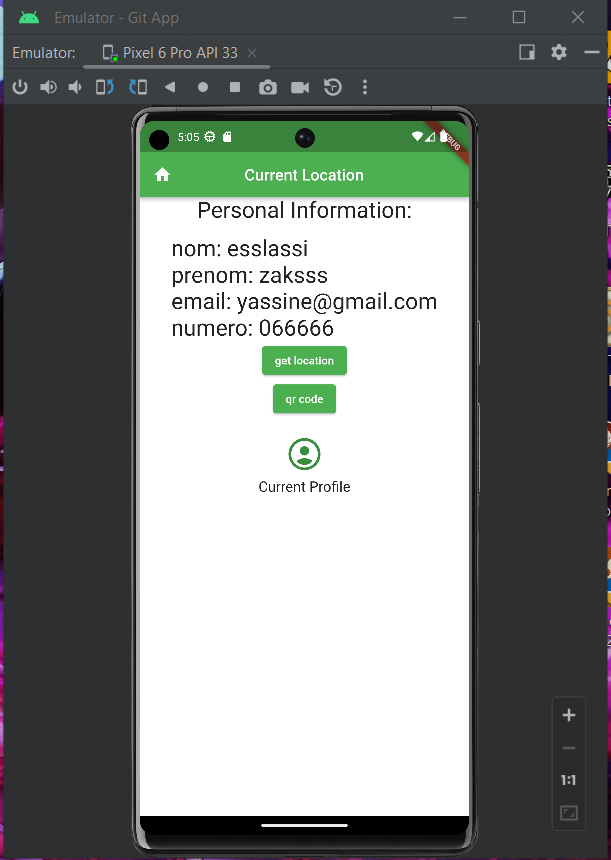 Emulator - Git App
Emulator: Pixel 6 Pro API 33
5:05
DEBUG
Current Location
Personal Information:
nom: esslassi
prenom: zaksss
email: yassine@gmail.com
numero: 066666
get location
qr code
Current Profile
1:1